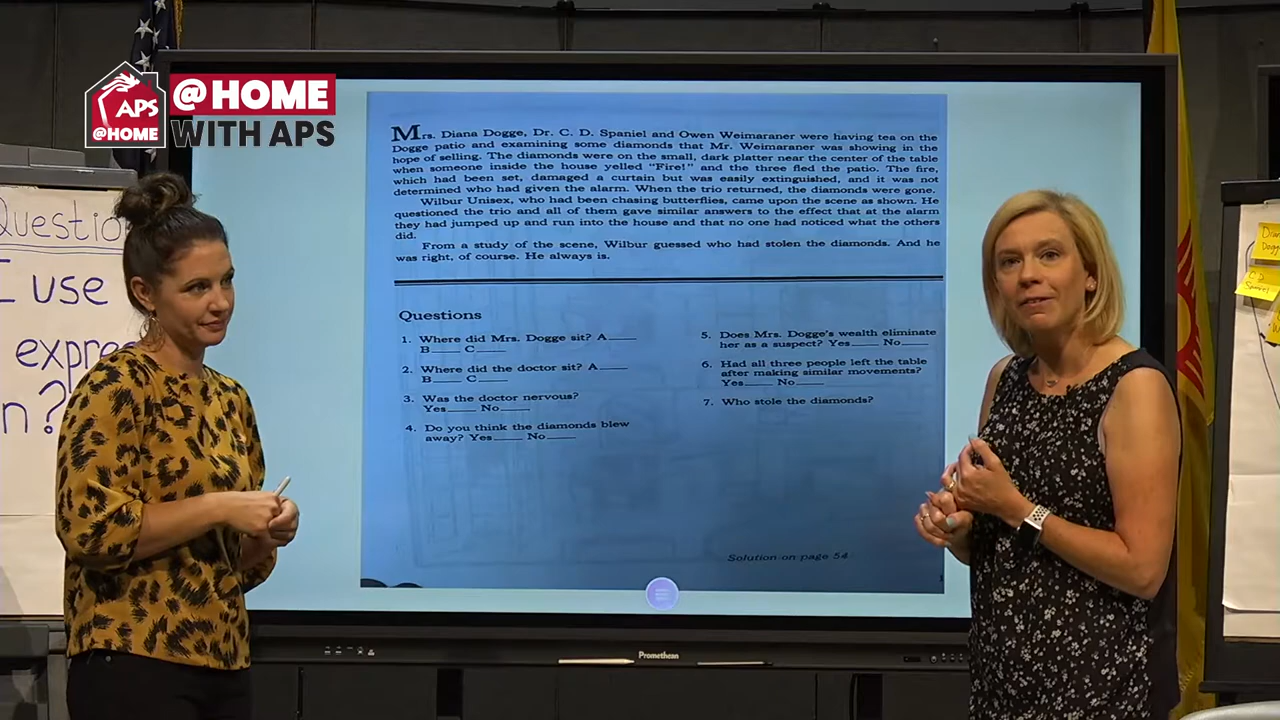 APS
@HOME
@HOME
WITH APS
Questio
I use
expre
n?
Mrs. Diana Dogge, Dr. C. D. Spaniel and Owen Weimaraner were having tea on the
Dogge patio and examining some diamonds that Mr. Weimaraner was showing in the
hope of selling. The diamonds were on the small, dark platter near the center of the table
when someone inside the house yelled "Fire!" and the three fled the patio. The fire,
which had been set, damaged a curtain but was easily extinguished, and it was not
determined who had given the alarm. When the trio returned, the diamonds were gone.
Wilbur Unisex, who had been chasing butterflies, came upon the scene as shown. He
questioned the trio and all of them gave similar answers to the effect that at the alarm
they had jumped up and run into the house and that no one had noticed what the others
did.
From a study of the scene, Wilbur guessed who had stolen the diamonds. And he
was right, of course. He always is.
Questions
1. Where did Mrs. Dogge sit? A____
B____ C____
2. Where did the doctor sit? A____
B____ C____
3. Was the doctor nervous?
Yes____ No____
4. Do you think the diamonds blew
away? Yes____ No____
5. Does Mrs. Dogge's wealth eliminate
her as a suspect? Yes____ No____
6. Had all three people left the table
after making similar movements?
Yes____ No____
7. Who stole the diamonds?
Solution on page 54
Promethean
Dogge
C. D.
Spaniel